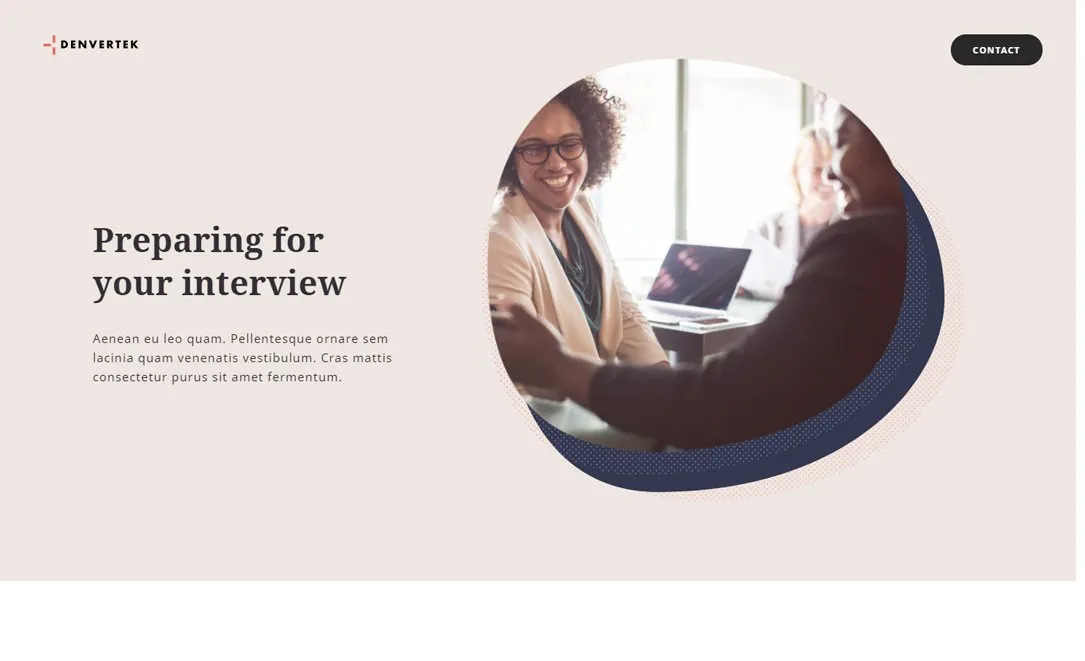 DENVERTEK
CONTACT
Preparing for
your interview
Aenean eu leo quam. Pellentesque ornare sem
lacinia quam venenatis vestibulum. Cras mattis
consectetur purus sit amet fermentum.